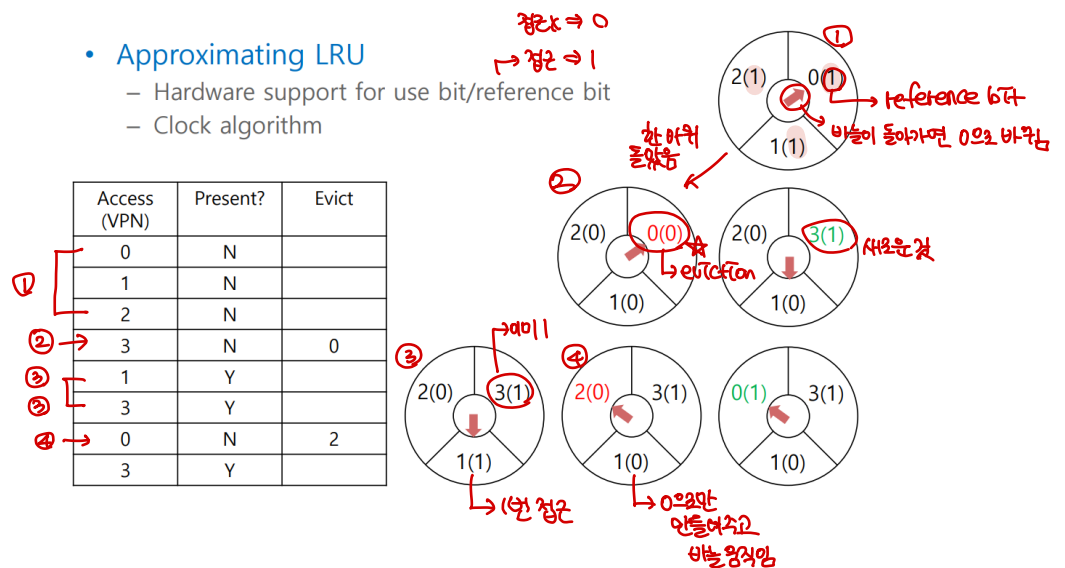 접근x ⇒ 0
• Approximating LRU
→ 접근 ⇒ 1
– Hardware support for use bit/reference bit
– Clock algorithm
①
2(1) 0(1)
1(1)
→ reference bit
바늘이 돌아가면 0으로 바뀜
한 바퀴
돌았음
②
2(0) 0(0)
1(0)
☆
→ eviction
2(0) 3(1)
1(0)
새로운 것
Access (VPN) Present? Evict
0 N
1 N
2 N
3 N 0
1 Y
3 Y
0 N 2
3 Y
①
②
③
③
④
③
→ 이미 1
2(0) 3(1)
1(1)
→ 1번 접근
④
2(0) 3(1)
1(0)
→ 0으로만
만들어주고
바늘 움직임
0(1) 3(1)
1(0)